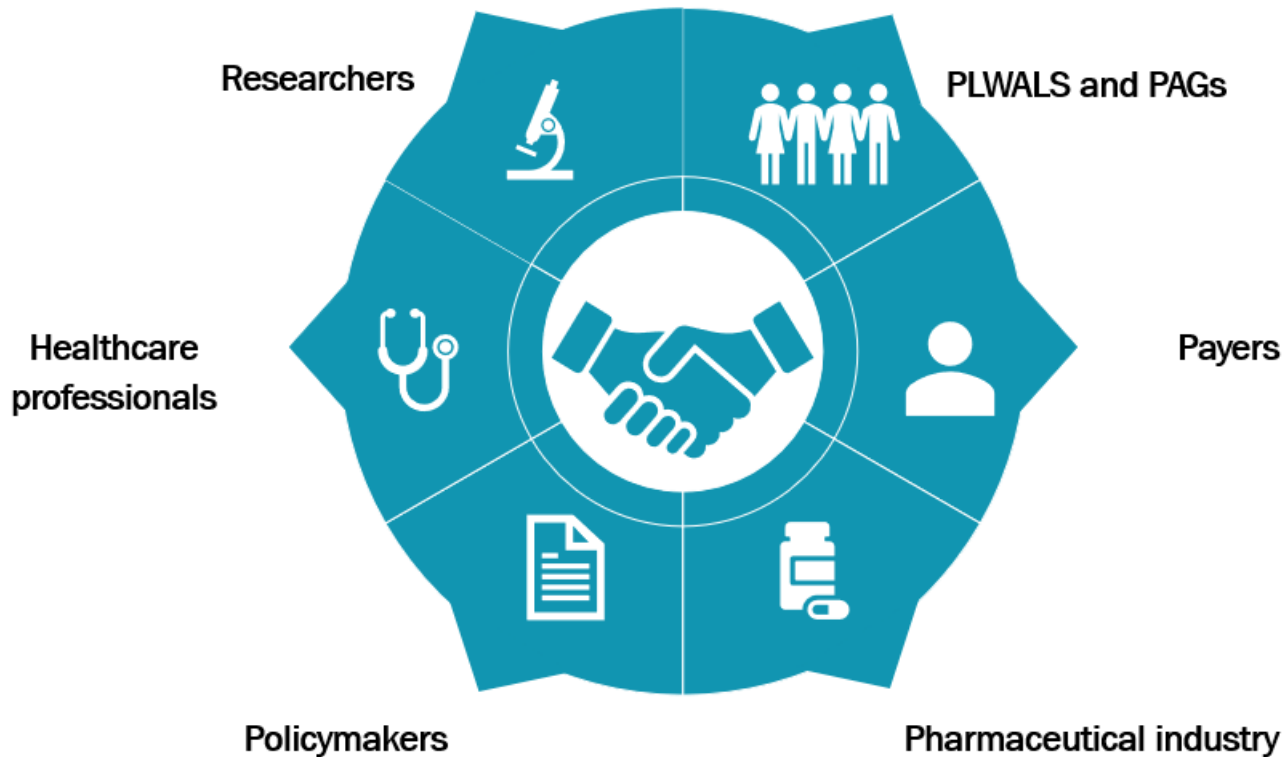 Researchers
PLWALS and PAGs
Healthcare
professionals
Payers
Policymakers
Pharmaceutical industry